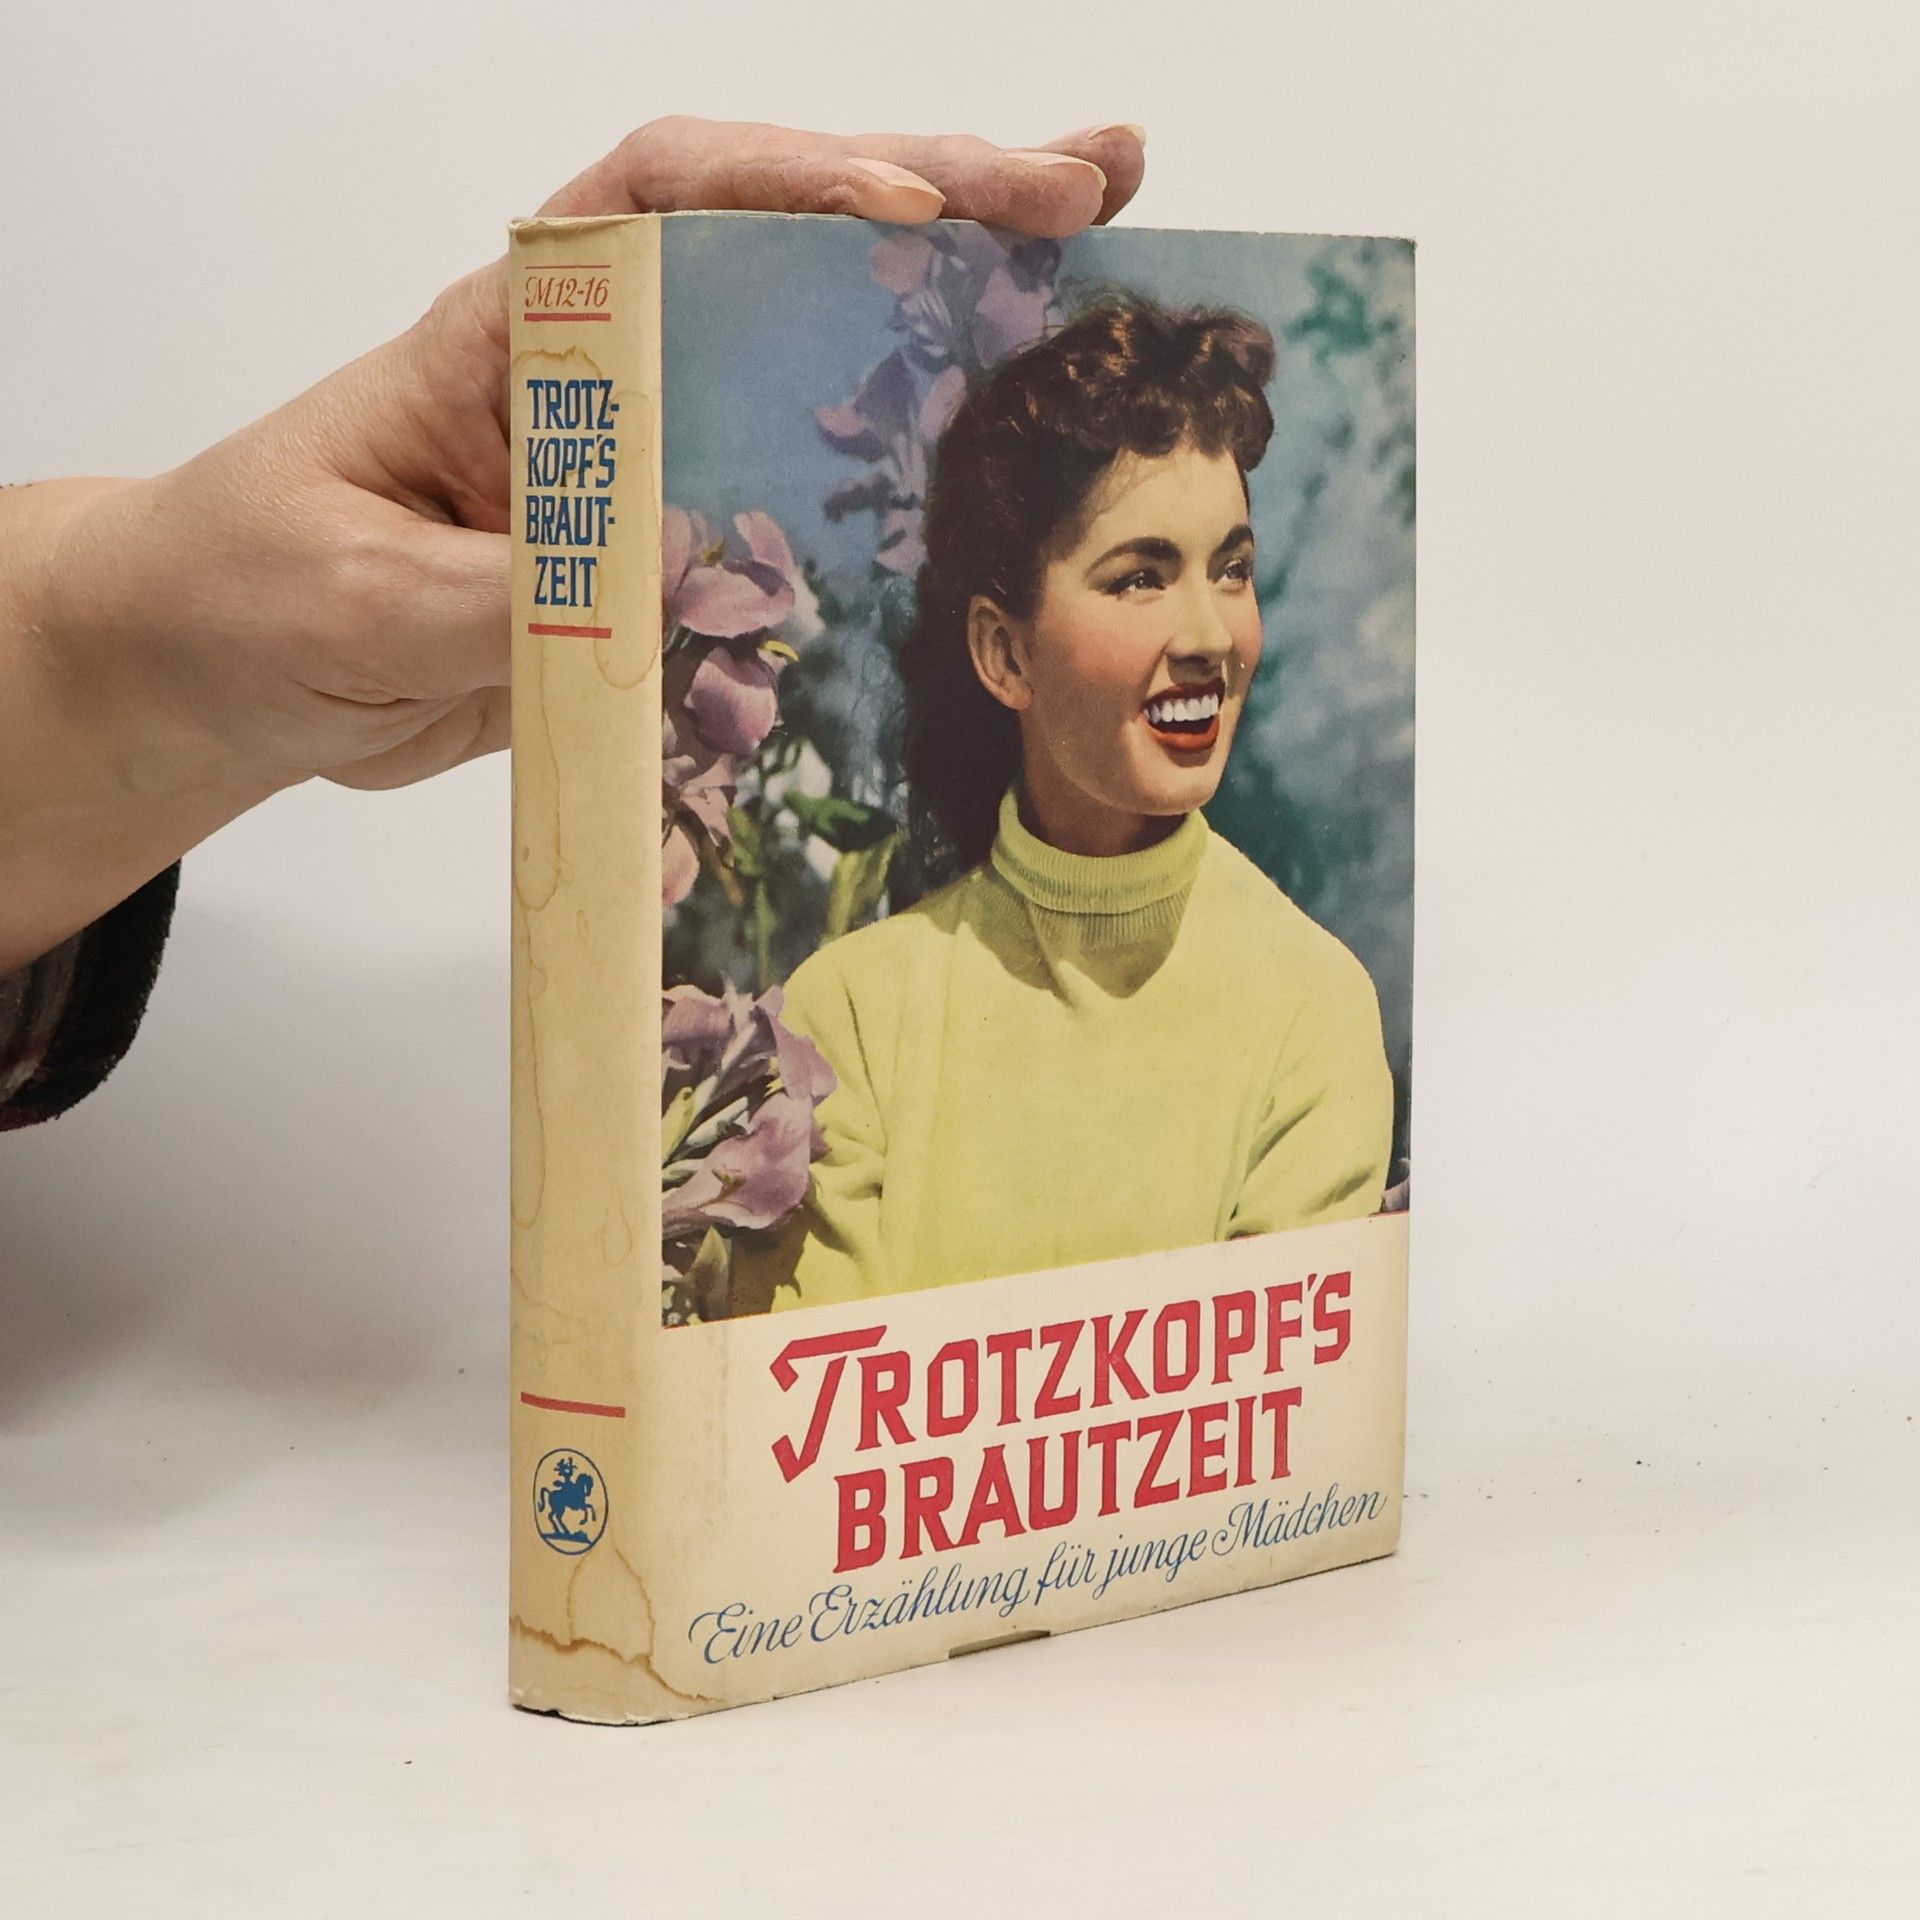 M12-16
TROTZ-
KOPF'S
BRAUT-
ZEIT
TROTZKOPF'S
BRAUTZEIT
Eine Erzählung für junge Mädchen